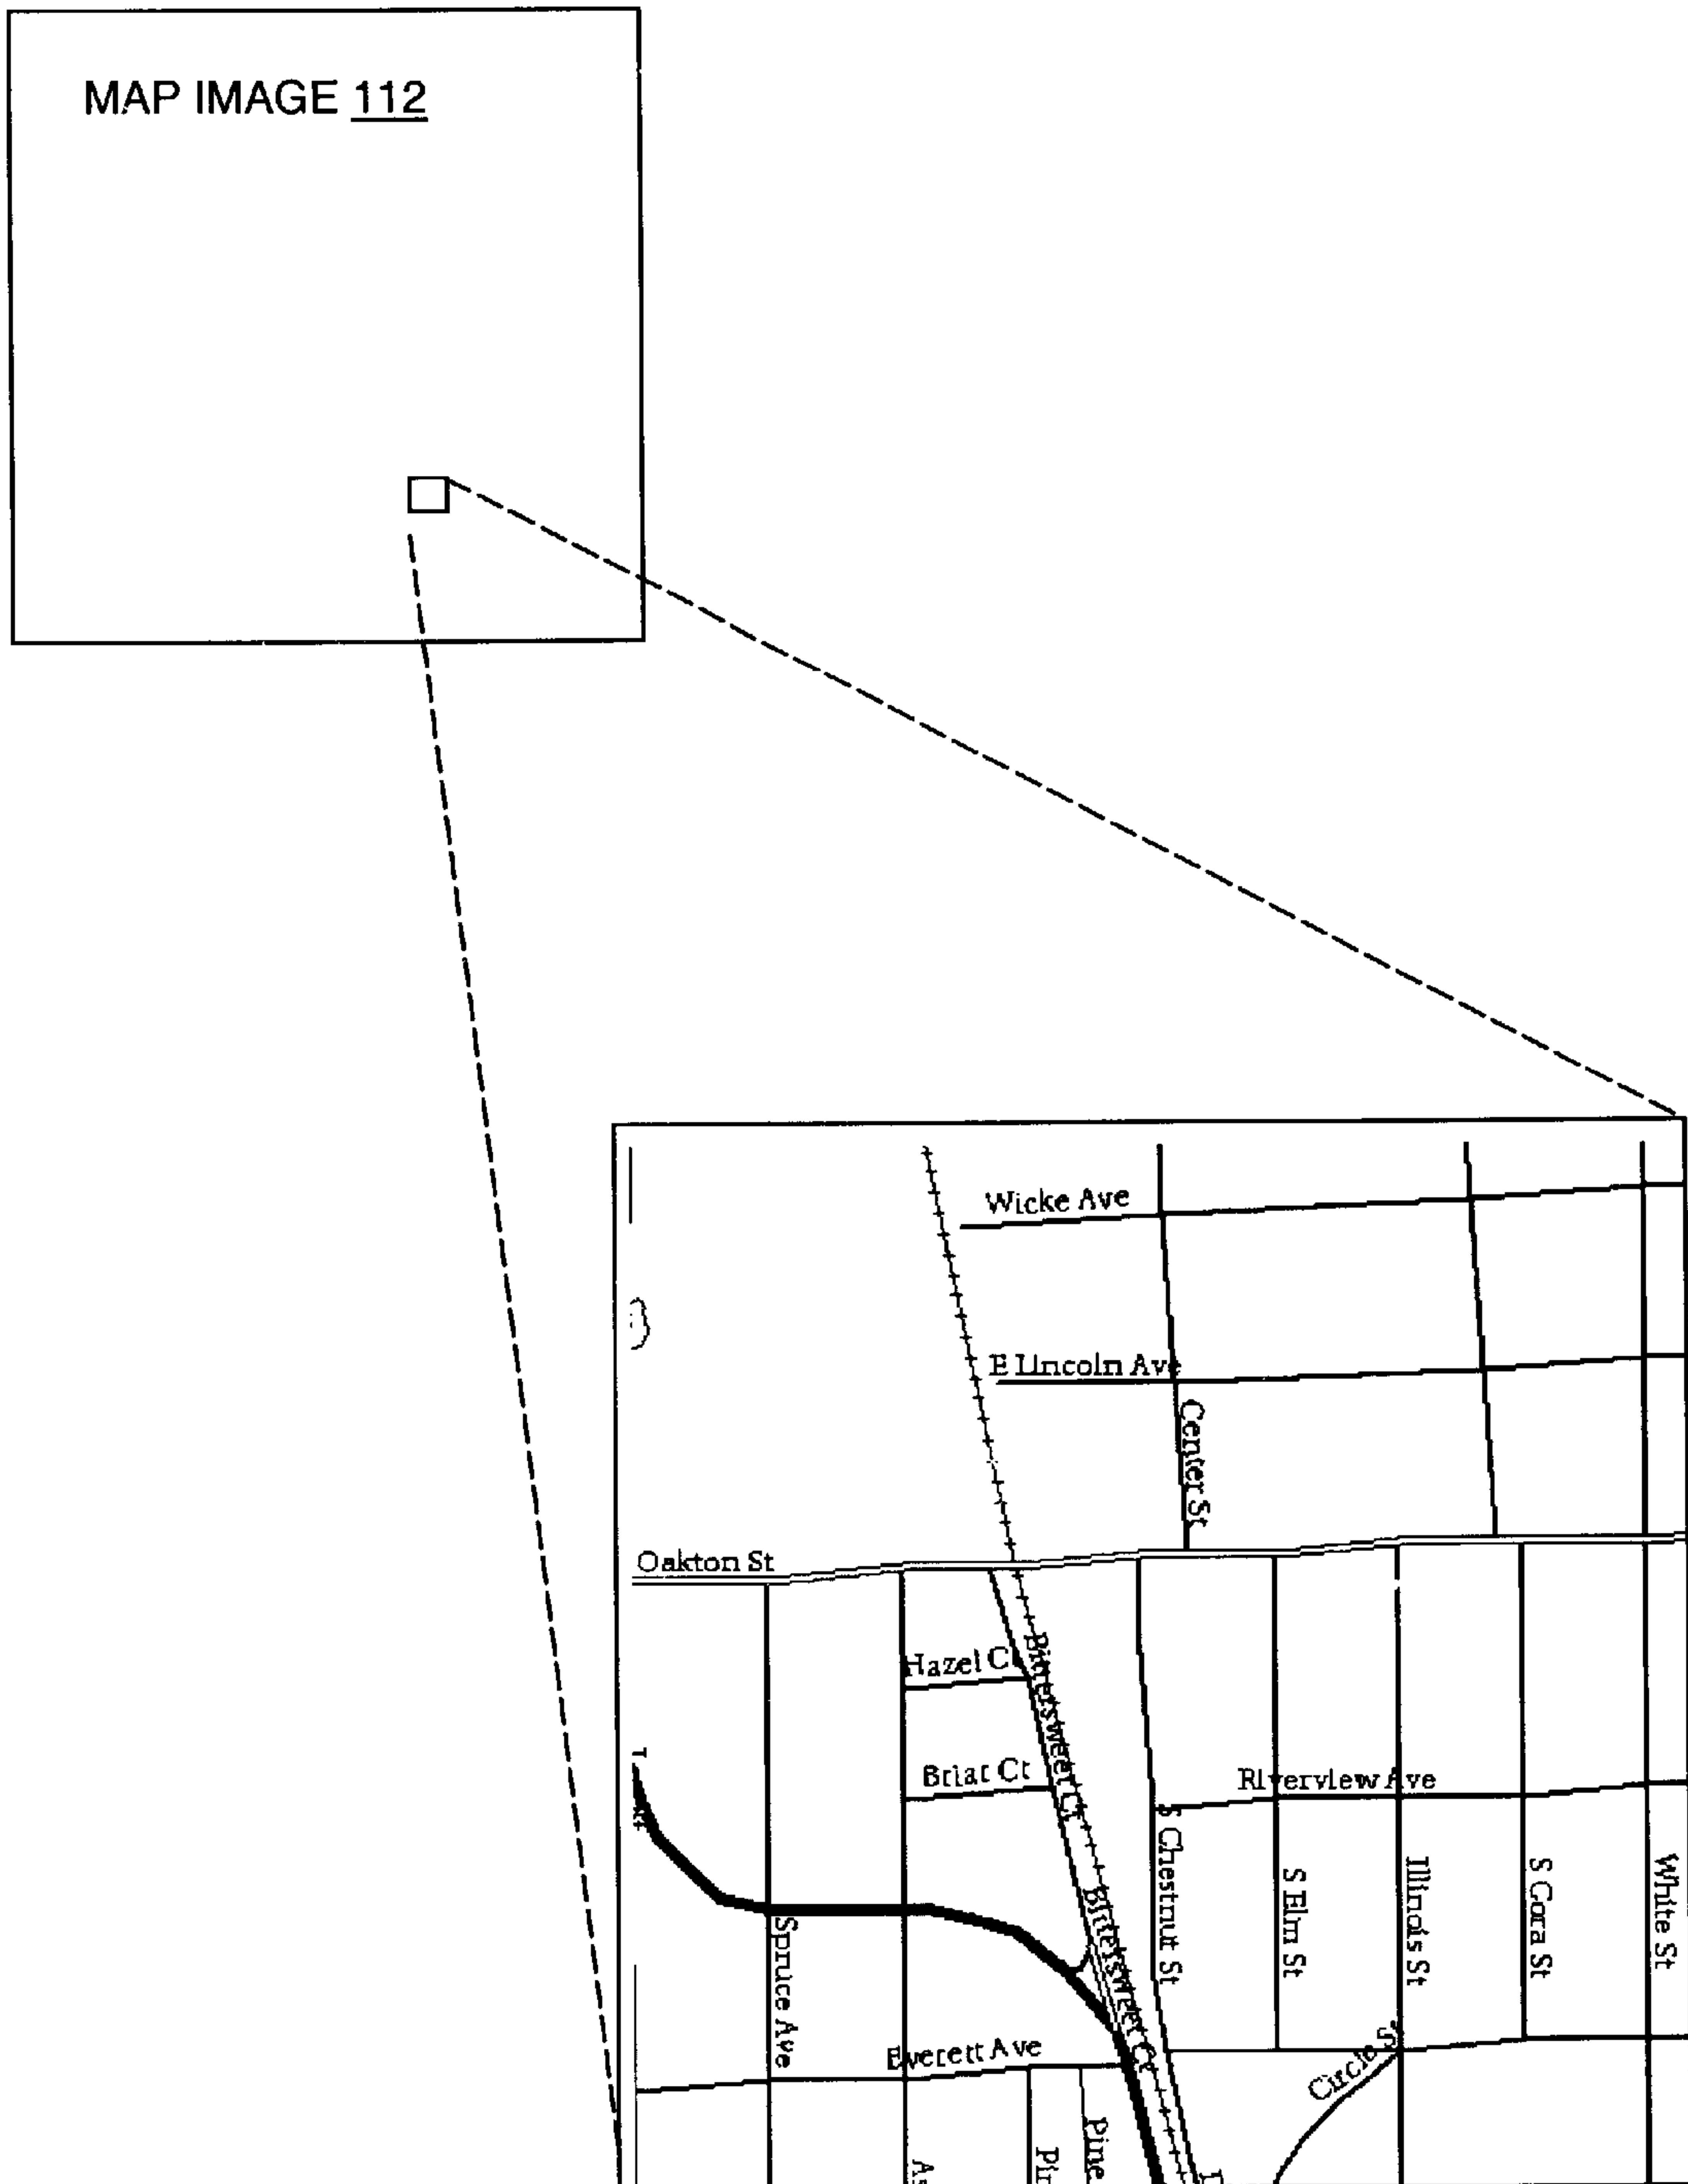 MAP IMAGE 112
Wicke Ave
E Lincoln Ave
Center St
Oakton St
Hazel Ct
Bittersweet Ct
Briar Ct
Riverview Ave
S Chestnut St
S Elm St
Illinois St
S Cora St
White St
Bittersweet Ct
Spruce Ave
Everett Ave
Circle St
Pine